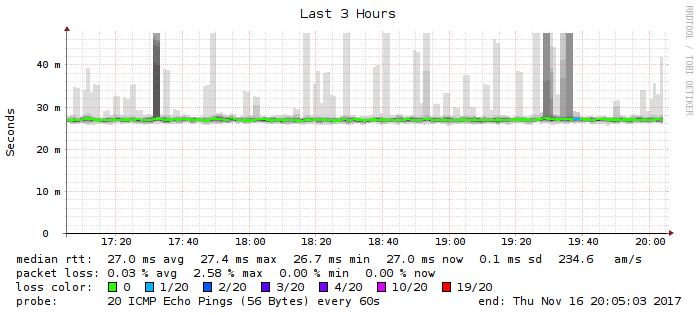 Last 3 Hours
RRDTOOL / TOBI OETIKER
Seconds
40 m
30 m
20 m
10 m
0
17:20 17:40 18:00 18:20 18:40 19:00 19:20 19:40 20:00
median rtt: 27.0 ms avg 27.4 ms max 26.7 ms min 27.0 ms now 0.1 ms sd 234.6 am/s
packet loss: 0.03 % avg 2.58 % max 0.00 % min 0.00 % now
loss color: 0 1/20 2/20 3/20 4/20 10/20 19/20
probe: 20 ICMP Echo Pings (56 Bytes) every 60s end: Thu Nov 16 20:05:03 2017